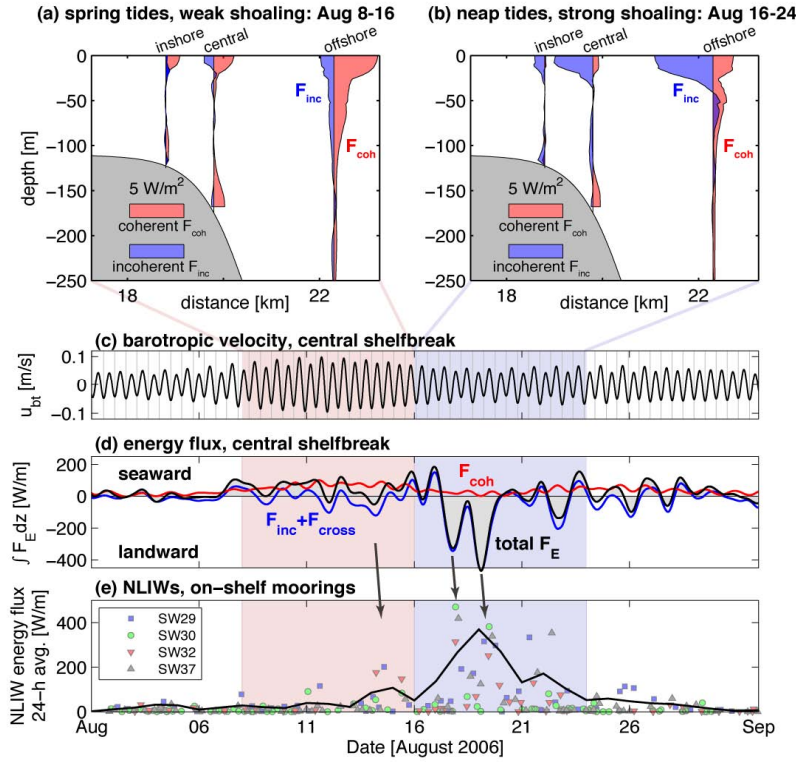 (a) spring tides, weak shoaling: Aug 8-16
(b) neap tides, strong shoaling: Aug 16-24
inshore
central
offshore
inshore
central
offshore
0
−50
−100
−150
−200
−250
depth [m]
F_inc
F_coh
5 W/m²
coherent F_coh
incoherent F_inc
18
22
distance [km]
0
−50
−100
−150
−200
−250
F_inc
F_coh
5 W/m²
coherent F_coh
incoherent F_inc
18
22
distance [km]
(c) barotropic velocity, central shelfbreak
u_bt [m/s]
0.1
0
−0.1
(d) energy flux, central shelfbreak
∫ F_E dz [W/m]
200
0
−200
−400
seaward
landward
F_coh
F_inc+F_cross
total F_E
(e) NLIWs, on−shelf moorings
NLIW energy flux
24−h avg. [W/m]
400
200
0
SW29
SW30
SW32
SW37
Aug
06
11
16
21
26
Sep
Date [August 2006]